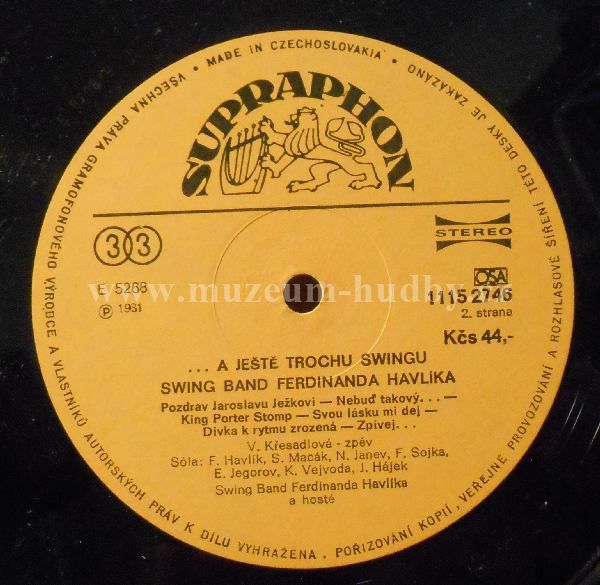 VŠECHNA PRÁVA GRAMOFONOVÉHO VÝROBCE A VLASTNÍKŮ AUTORSKÝCH PRÁV K DÍLU VYHRAŽENA. POŘIZOVÁNÍ KOPIÍ, VEŘEJNÉ PROVOZOVÁNÍ A ROZHLASOVÉ ŠÍŘENÍ TÉTO DESKY JE ZAKÁZÁNO
• MADE IN CZECHOSLOVAKIA •
SUPRAPHON
33
STEREO
E 5268
℗ 1981
OSA
1115 2746
2. strana
Kčs 44,-
www.muzeum-hudby.cz
... A JEŠTĚ TROCHU SWINGU
SWING BAND FERDINANDA HAVLÍKA
Pozdrav Jaroslavu Ježkovi — Nebuď takový. . . —
King Porter Stomp — Svou lásku mi dej —
Dívka k rytmu zrozená — Zpívej. . .
V. Křesadlová - zpěv
Sóla: F. Havlík, S. Macák, N. Janev, F. Sojka,
E. Jegorov, K. Vejvoda, J. Hájek
Swing Band Ferdinanda Havlíka
a hosté